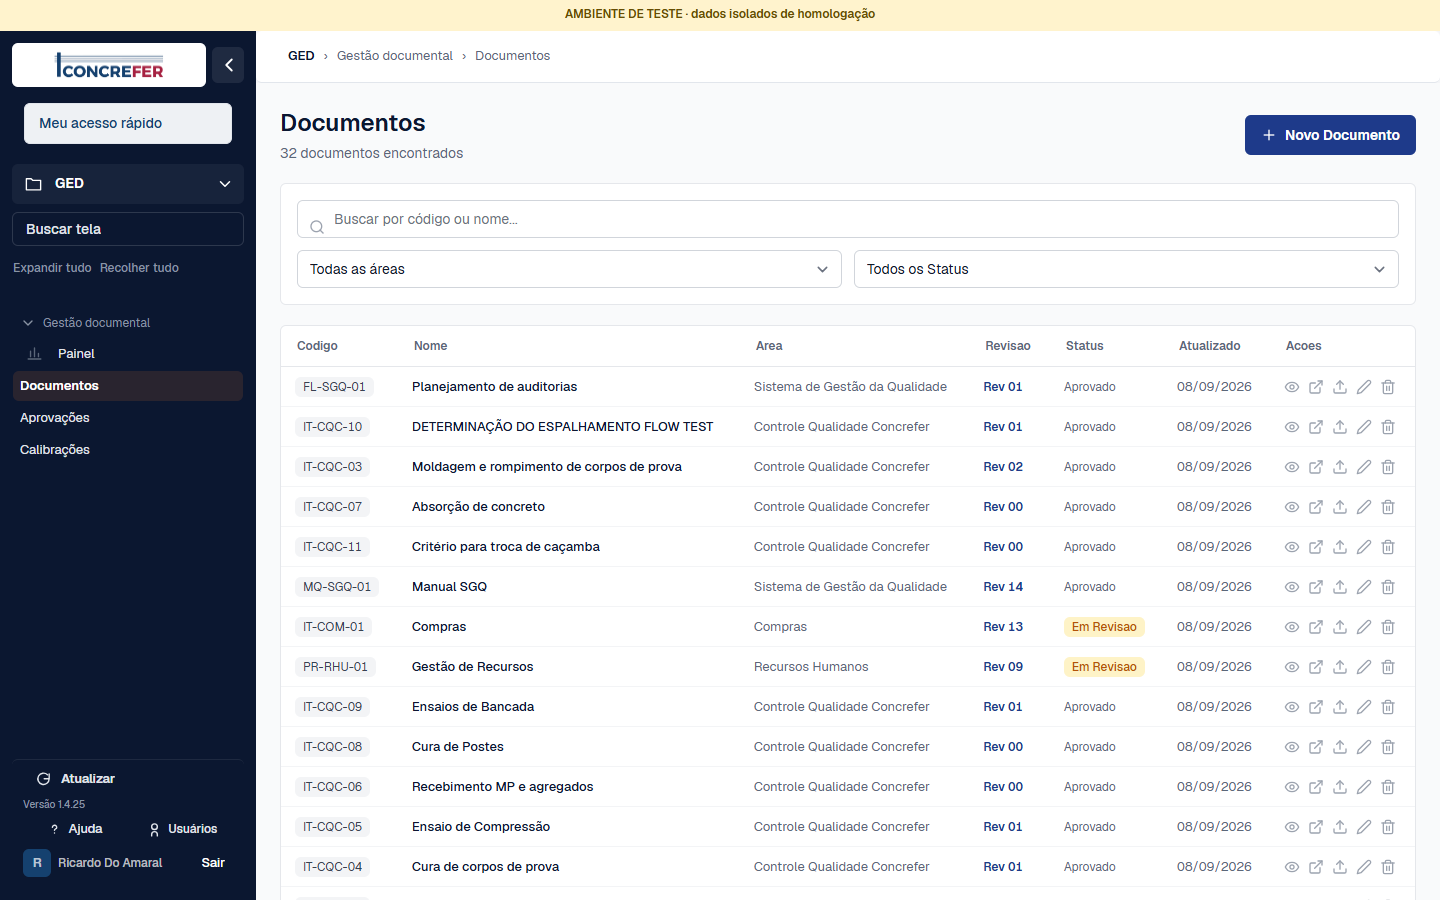 AMBIENTE DE TESTE · dados isolados de homologação
CONCREFER
GED › Gestão documental › Documentos
Meu acesso rápido
GED
Buscar tela
Expandir tudo Recolher tudo
Gestão documental
Painel
Documentos
Aprovações
Calibrações
Atualizar
Versão 1.4.25
? Ajuda Usuários
R Ricardo Do Amaral Sair
Documentos
32 documentos encontrados
+ Novo Documento
Buscar por código ou nome...
Todas as áreas Todos os Status
Codigo Nome Area Revisao Status Atualizado Acoes
FL-SGQ-01 Planejamento de auditorias Sistema de Gestão da Qualidade Rev 01 Aprovado 08/09/2026
IT-CQC-10 DETERMINAÇÃO DO ESPALHAMENTO FLOW TEST Controle Qualidade Concrefer Rev 01 Aprovado 08/09/2026
IT-CQC-03 Moldagem e rompimento de corpos de prova Controle Qualidade Concrefer Rev 02 Aprovado 08/09/2026
IT-CQC-07 Absorção de concreto Controle Qualidade Concrefer Rev 00 Aprovado 08/09/2026
IT-CQC-11 Critério para troca de caçamba Controle Qualidade Concrefer Rev 00 Aprovado 08/09/2026
MQ-SGQ-01 Manual SGQ Sistema de Gestão da Qualidade Rev 14 Aprovado 08/09/2026
IT-COM-01 Compras Compras Rev 13 Em Revisao 08/09/2026
PR-RHU-01 Gestão de Recursos Recursos Humanos Rev 09 Em Revisao 08/09/2026
IT-CQC-09 Ensaios de Bancada Controle Qualidade Concrefer Rev 01 Aprovado 08/09/2026
IT-CQC-08 Cura de Postes Controle Qualidade Concrefer Rev 00 Aprovado 08/09/2026
IT-CQC-06 Recebimento MP e agregados Controle Qualidade Concrefer Rev 00 Aprovado 08/09/2026
IT-CQC-05 Ensaio de Compressão Controle Qualidade Concrefer Rev 01 Aprovado 08/09/2026
IT-CQC-04 Cura de corpos de prova Controle Qualidade Concrefer Rev 01 Aprovado 08/09/2026